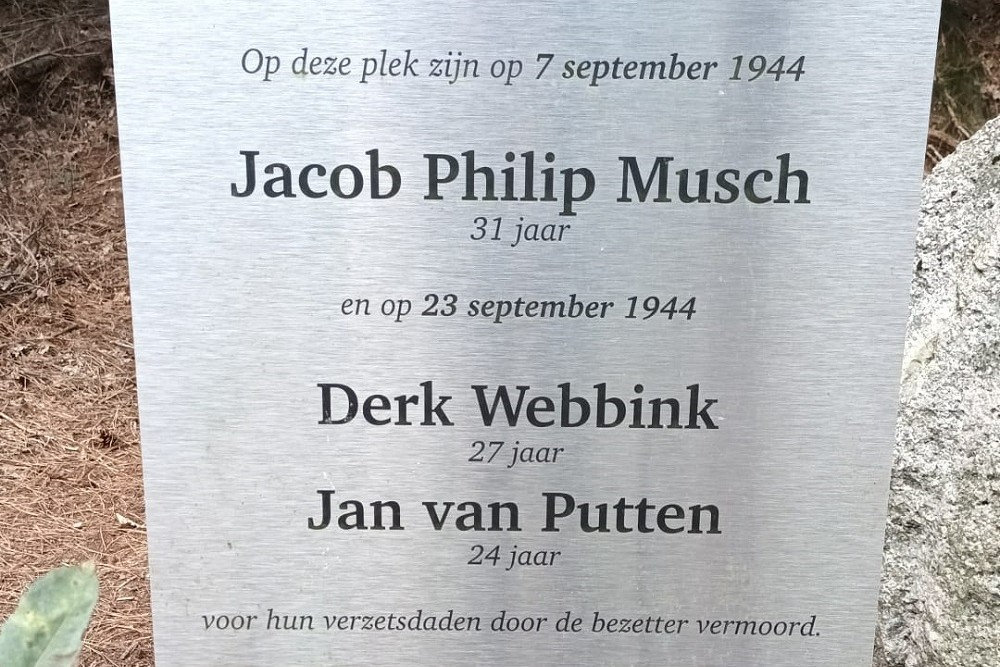 Op deze plek zijn op 7 september 1944
Jacob Philip Musch
31 jaar
en op 23 september 1944
Derk Webbink
27 jaar
Jan van Putten
24 jaar
voor hun verzetsdaden door de bezetter vermoord.